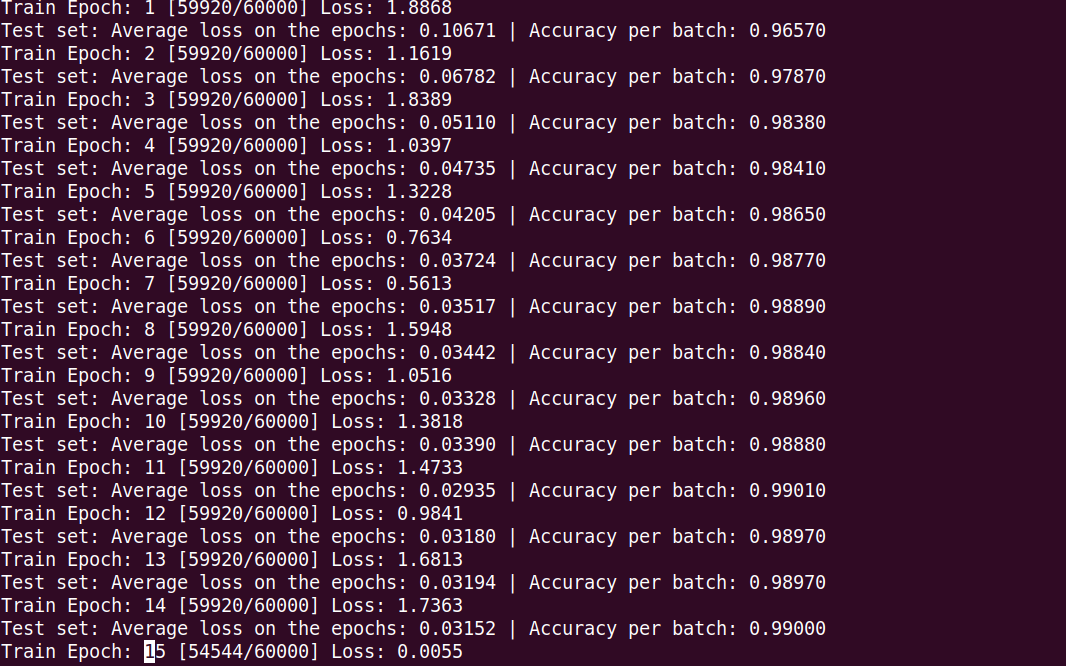 Train Epoch: 1 [59920/60000] Loss: 1.8868
Test set: Average loss on the epochs: 0.10671 | Accuracy per batch: 0.96570
Train Epoch: 2 [59920/60000] Loss: 1.1619
Test set: Average loss on the epochs: 0.06782 | Accuracy per batch: 0.97870
Train Epoch: 3 [59920/60000] Loss: 1.8389
Test set: Average loss on the epochs: 0.05110 | Accuracy per batch: 0.98380
Train Epoch: 4 [59920/60000] Loss: 1.0397
Test set: Average loss on the epochs: 0.04735 | Accuracy per batch: 0.98410
Train Epoch: 5 [59920/60000] Loss: 1.3228
Test set: Average loss on the epochs: 0.04205 | Accuracy per batch: 0.98650
Train Epoch: 6 [59920/60000] Loss: 0.7634
Test set: Average loss on the epochs: 0.03724 | Accuracy per batch: 0.98770
Train Epoch: 7 [59920/60000] Loss: 0.5613
Test set: Average loss on the epochs: 0.03517 | Accuracy per batch: 0.98890
Train Epoch: 8 [59920/60000] Loss: 1.5948
Test set: Average loss on the epochs: 0.03442 | Accuracy per batch: 0.98840
Train Epoch: 9 [59920/60000] Loss: 1.0516
Test set: Average loss on the epochs: 0.03328 | Accuracy per batch: 0.98960
Train Epoch: 10 [59920/60000] Loss: 1.3818
Test set: Average loss on the epochs: 0.03390 | Accuracy per batch: 0.98880
Train Epoch: 11 [59920/60000] Loss: 1.4733
Test set: Average loss on the epochs: 0.02935 | Accuracy per batch: 0.99010
Train Epoch: 12 [59920/60000] Loss: 0.9841
Test set: Average loss on the epochs: 0.03180 | Accuracy per batch: 0.98970
Train Epoch: 13 [59920/60000] Loss: 1.6813
Test set: Average loss on the epochs: 0.03194 | Accuracy per batch: 0.98970
Train Epoch: 14 [59920/60000] Loss: 1.7363
Test set: Average loss on the epochs: 0.03152 | Accuracy per batch: 0.99000
Train Epoch: 15 [54544/60000] Loss: 0.0055